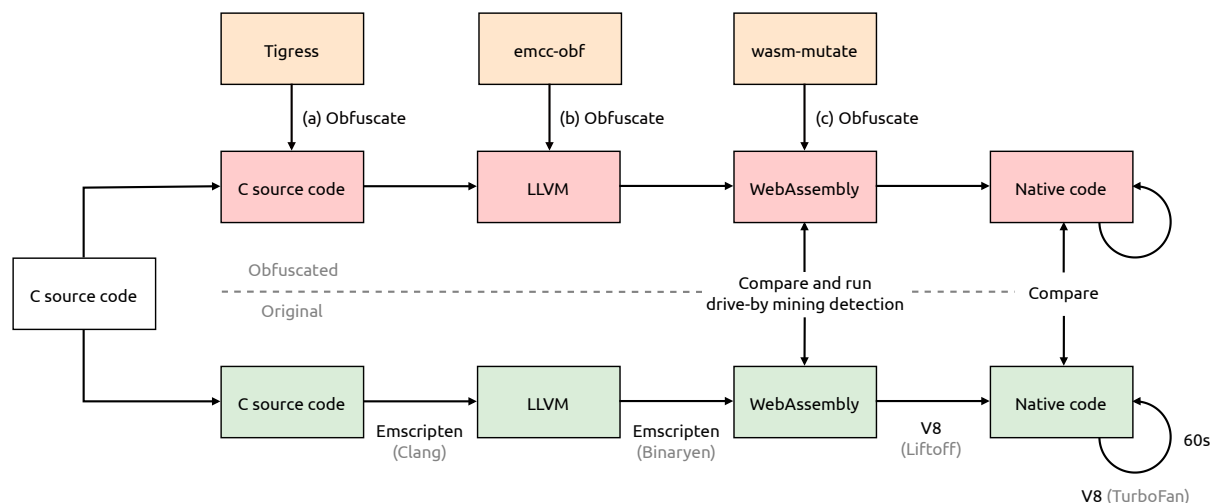 Tigress
emcc-obf
wasm-mutate
(a) Obfuscate
(b) Obfuscate
(c) Obfuscate
C source code
LLVM
WebAssembly
Native code
C source code
Obfuscated
Original
Compare and run
drive-by mining detection
Compare
C source code
LLVM
WebAssembly
Native code
Emscripten
(Clang)
Emscripten
(Binaryen)
V8
(Liftoff)
60s
V8 (TurboFan)